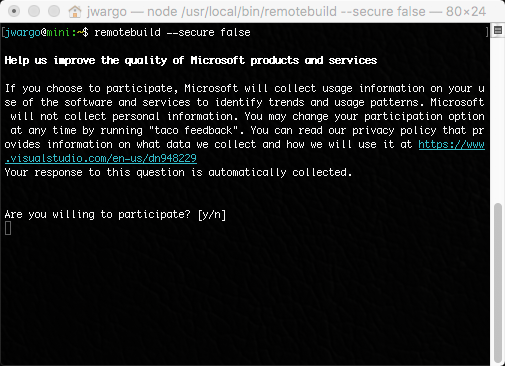 jwargo — node /usr/local/bin/remotebuild --secure false — 80×24
[jwargo@mini:~$ remotebuild --secure false ]
Help us improve the quality of Microsoft products and services
If you choose to participate, Microsoft will collect usage information on your u
se of the software and services to identify trends and usage patterns. Microsoft
will not collect personal information. You may change your participation option
at any time by running "taco feedback". You can read our privacy policy that pr
ovides information on what data we collect and how we will use it at https://www
.visualstudio.com/en-us/dn948229
Your response to this question is automatically collected.
Are you willing to participate? [y/n]